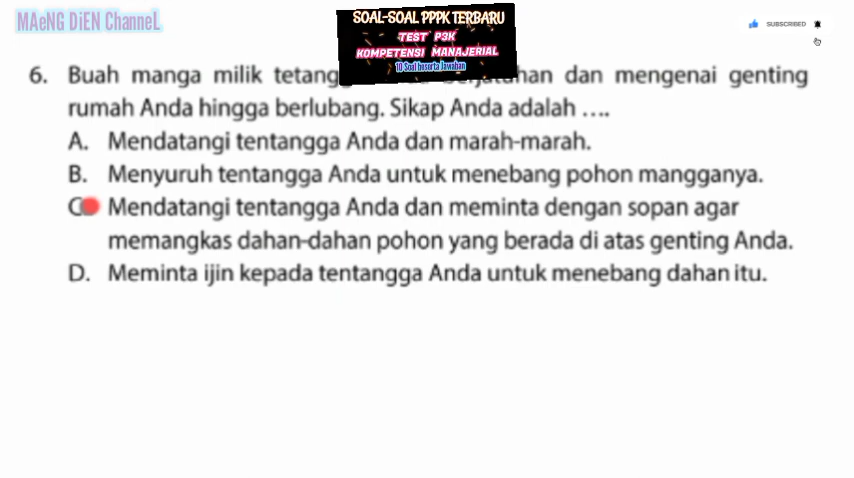 MAeNG DiEN ChanneL
SOAL-SOAL PPPK TERBARU
TEST P3K
KOMPETENSI MANAJERIAL
10 Soal beserta Jawaban
SUBSCRIBED
6. Buah manga milik dan mengenai genting
rumah Anda hingga berlubang. Sikap Anda adalah ....
A. Mendatangi tentangga Anda dan marah-marah.
B. Menyuruh tentangga Anda untuk menebang pohon mangganya.
C Mendatangi tentangga Anda dan meminta dengan sopan agar
memangkas dahan-dahan pohon yang berada di atas genting Anda.
D. Meminta ijin kepada tentangga Anda untuk menebang dahan itu.